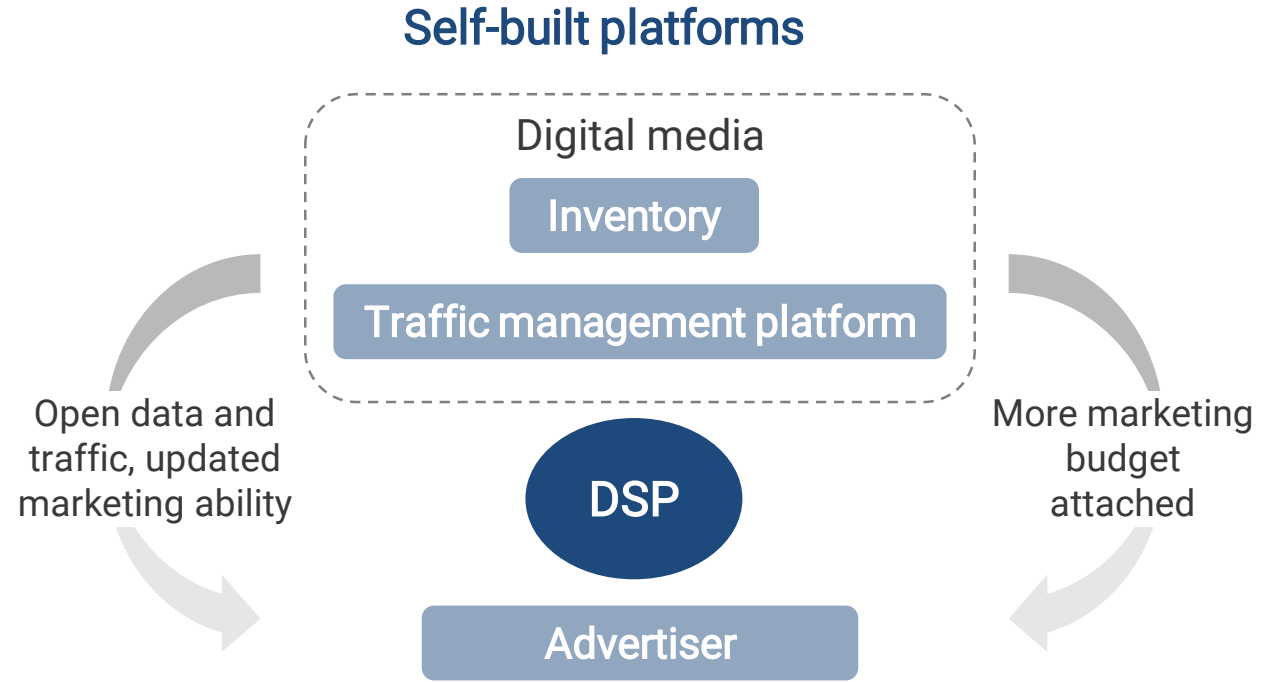 Self-built platforms
Digital media
Inventory
Traffic management platform
Open data and
traffic, updated
marketing ability
More marketing
budget
attached
DSP
Advertiser